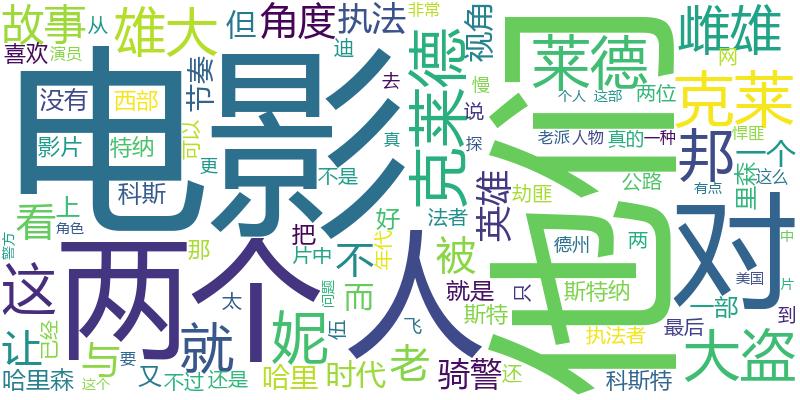 故事
雄大
但
角度
执法
非常
雌雄
喜欢
演员
从
迪
去
视角
莱德
网
没有
西部
节奏
电影
克莱德
慢
个人
这部
两位
克莱
影片
特纳
可以
更
真
说
探
他们
老派
人物
真的
一种
悍匪
邦
一个
科斯
不是
英雄
劫匪
公路
有点
这么
里森
看
上
角色
好
法者
对
警方
那
把
年代
片中
不
被
德州
两
中
美国
片
这
两个
人
太
问题
而
就是
只
斯特纳
一部
到
让
已经
与
就
妮
伍
飞
斯特
执法者
最后
大盗
哈里森
要
又
不过
还是
这个
哈里
时代
老
骑警
还
科斯特